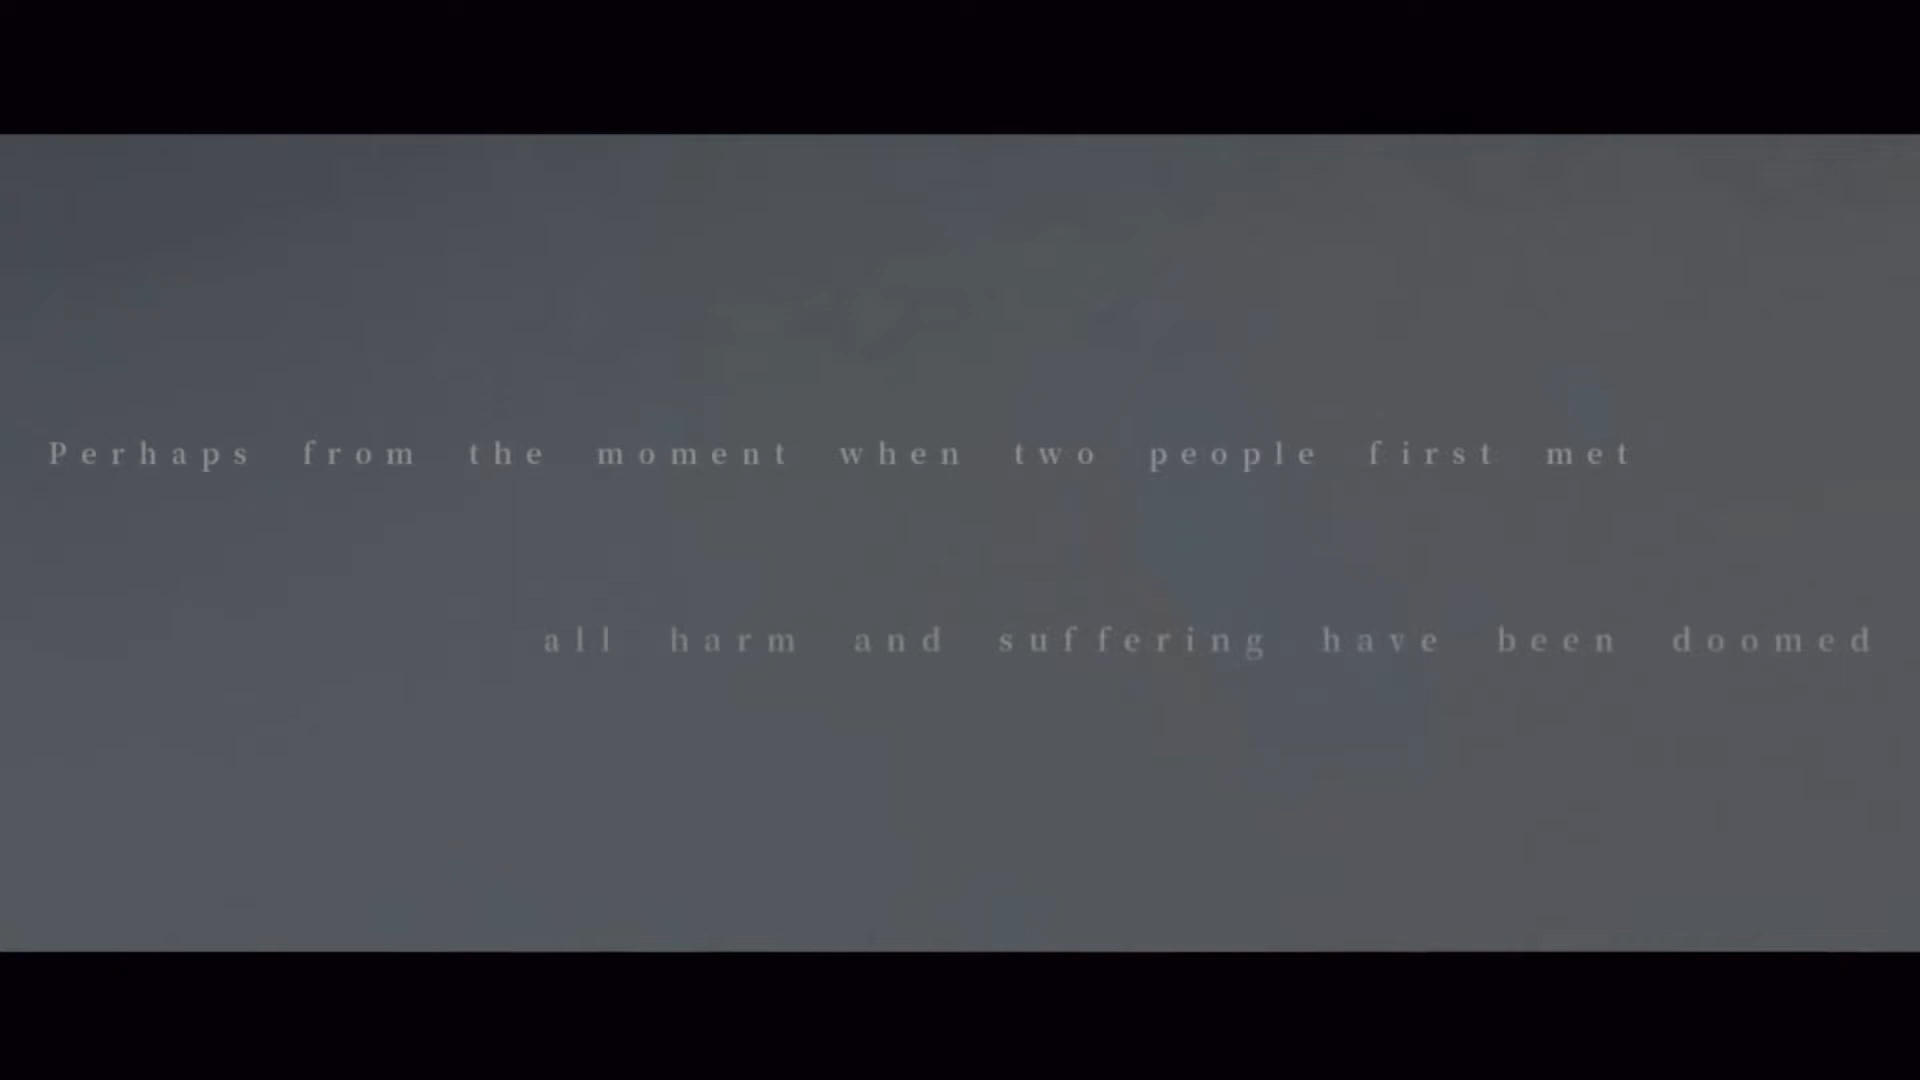 Perhaps from the moment when two people first met
all harm and suffering have been doomed